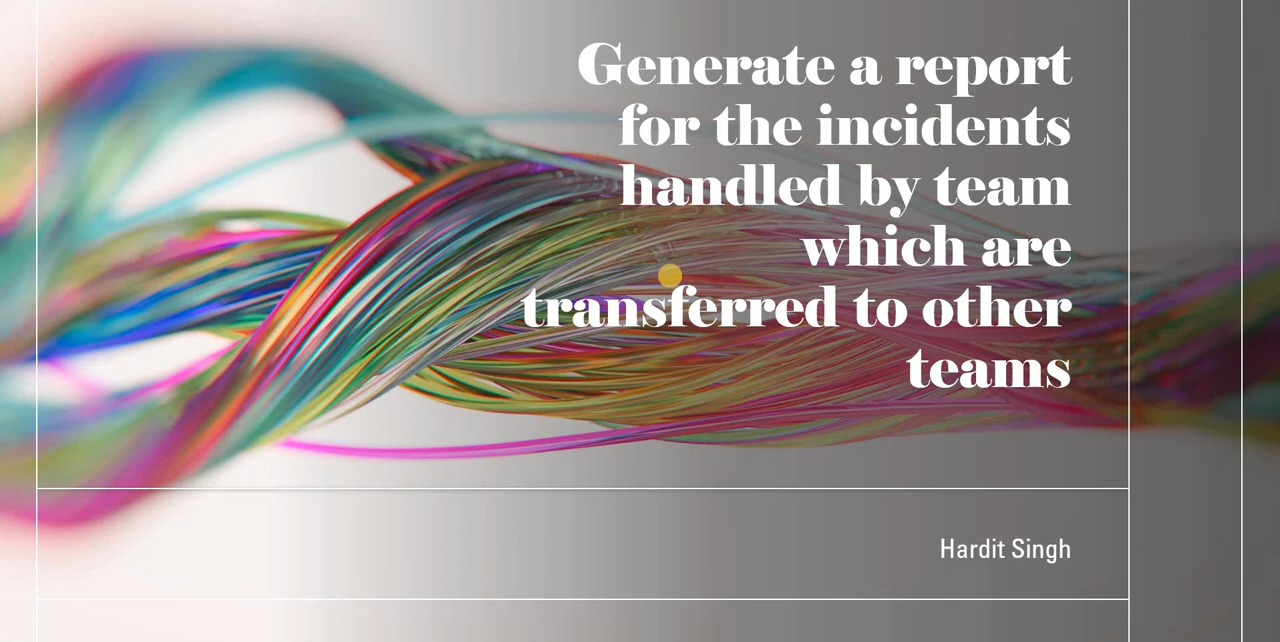 Generate a report
for the incidents
handled by team
which are
transferred to other
teams
Hardit Singh